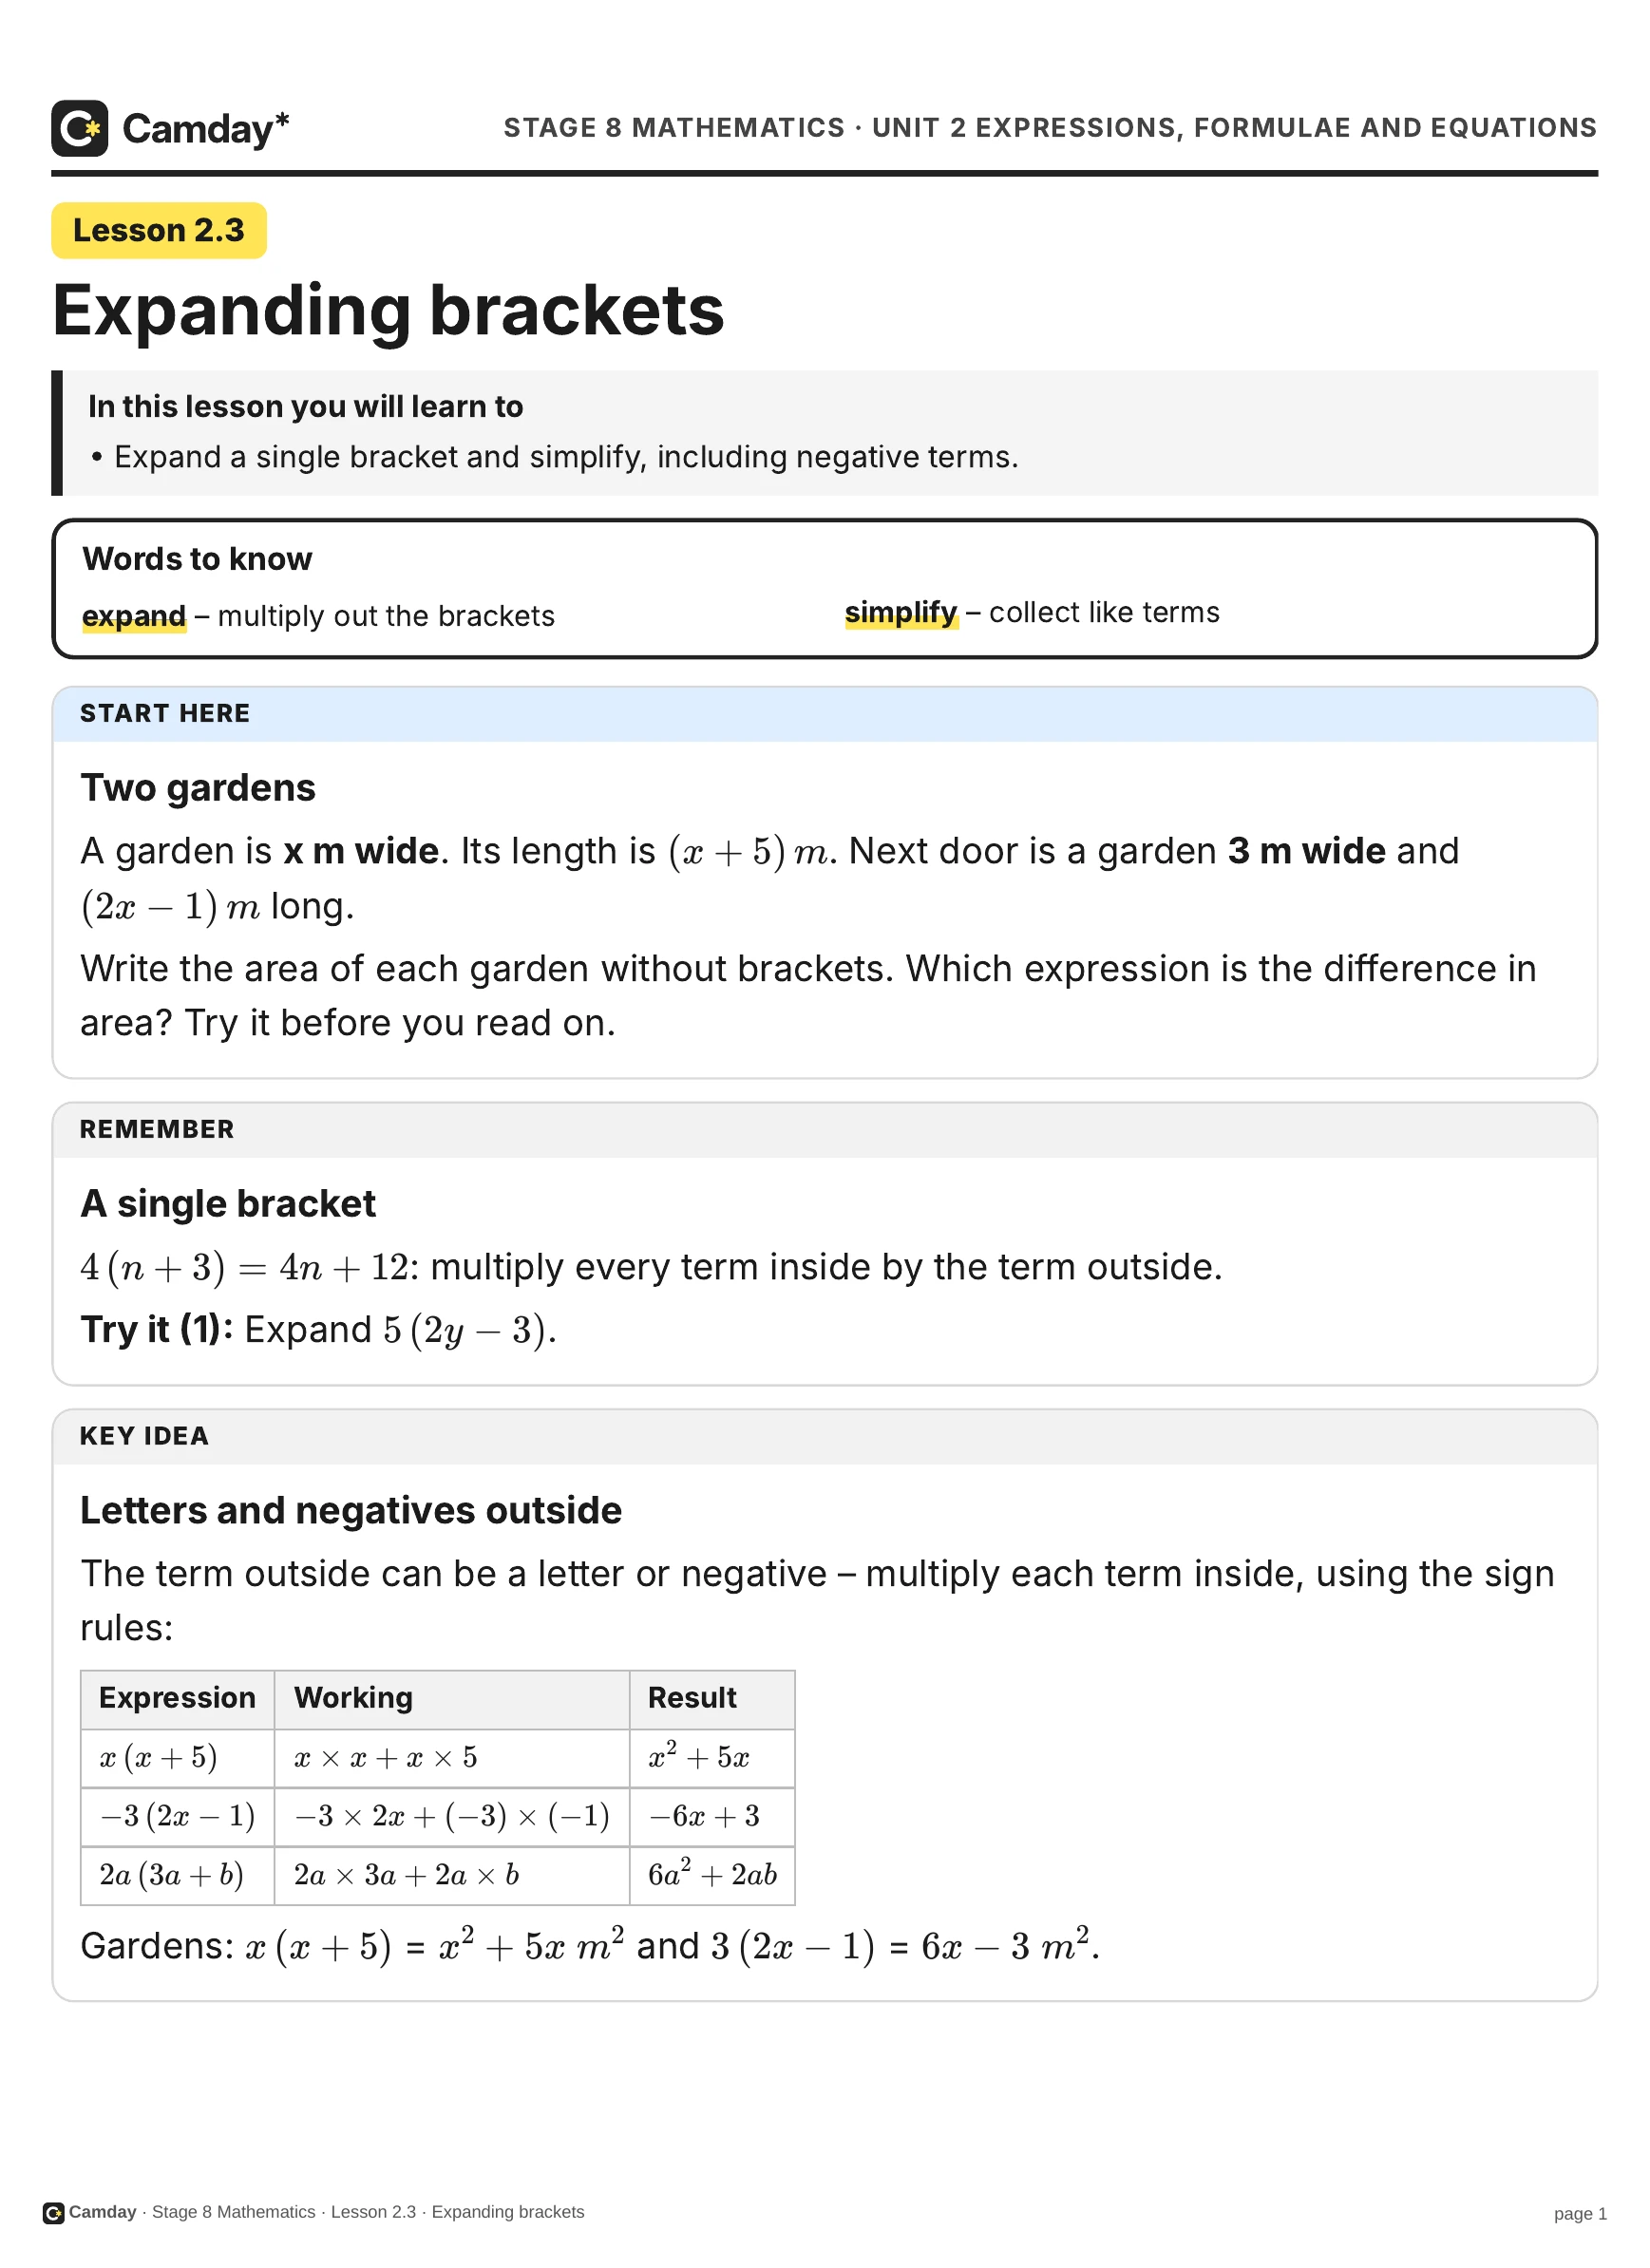 Camday*
STAGE 8 MATHEMATICS · UNIT 2 EXPRESSIONS, FORMULAE AND EQUATIONS
Lesson 2.3
Expanding brackets
In this lesson you will learn to
• Expand a single bracket and simplify, including negative terms.
Words to know
expand – multiply out the brackets
simplify – collect like terms
START HERE
Two gardens
A garden is x m wide. Its length is (x + 5) m. Next door is a garden 3 m wide and
(2x − 1) m long.
Write the area of each garden without brackets. Which expression is the difference in
area? Try it before you read on.
REMEMBER
A single bracket
4 (n + 3) = 4n + 12: multiply every term inside by the term outside.
Try it (1): Expand 5 (2y − 3).
KEY IDEA
Letters and negatives outside
The term outside can be a letter or negative – multiply each term inside, using the sign
rules:
Expression Working Result
x (x + 5) x × x + x × 5 x² + 5x
−3 (2x − 1) −3 × 2x + (−3) × (−1) −6x + 3
2a (3a + b) 2a × 3a + 2a × b 6a² + 2ab
Gardens: x (x + 5) = x² + 5x m² and 3 (2x − 1) = 6x − 3 m².
Camday · Stage 8 Mathematics · Lesson 2.3 · Expanding brackets
page 1